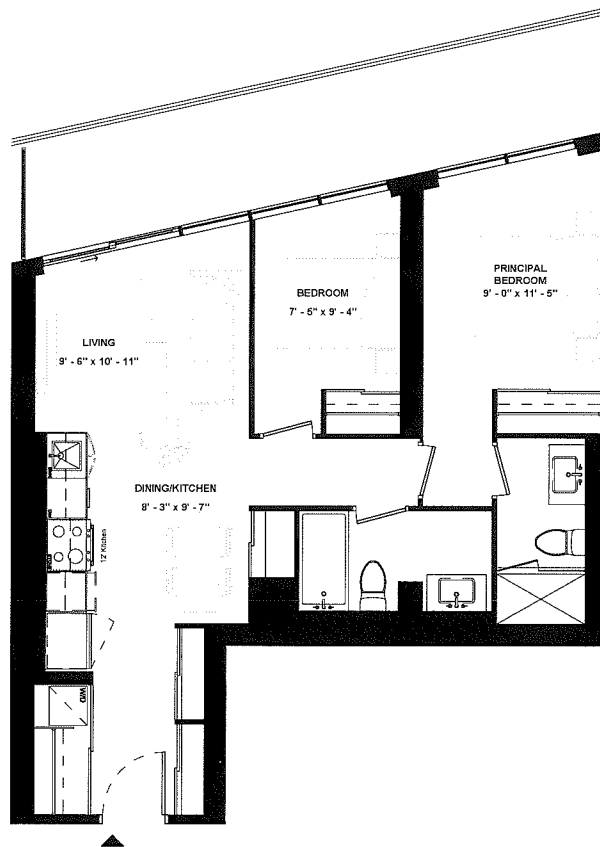 PRINCIPAL
BEDROOM
9' - 0" x 11' - 5"
BEDROOM
7' - 5" x 9' - 4"
LIVING
9' - 6" x 10' - 11"
DINING/KITCHEN
8' - 3" x 9' - 7"
12' Kitchen
W/D